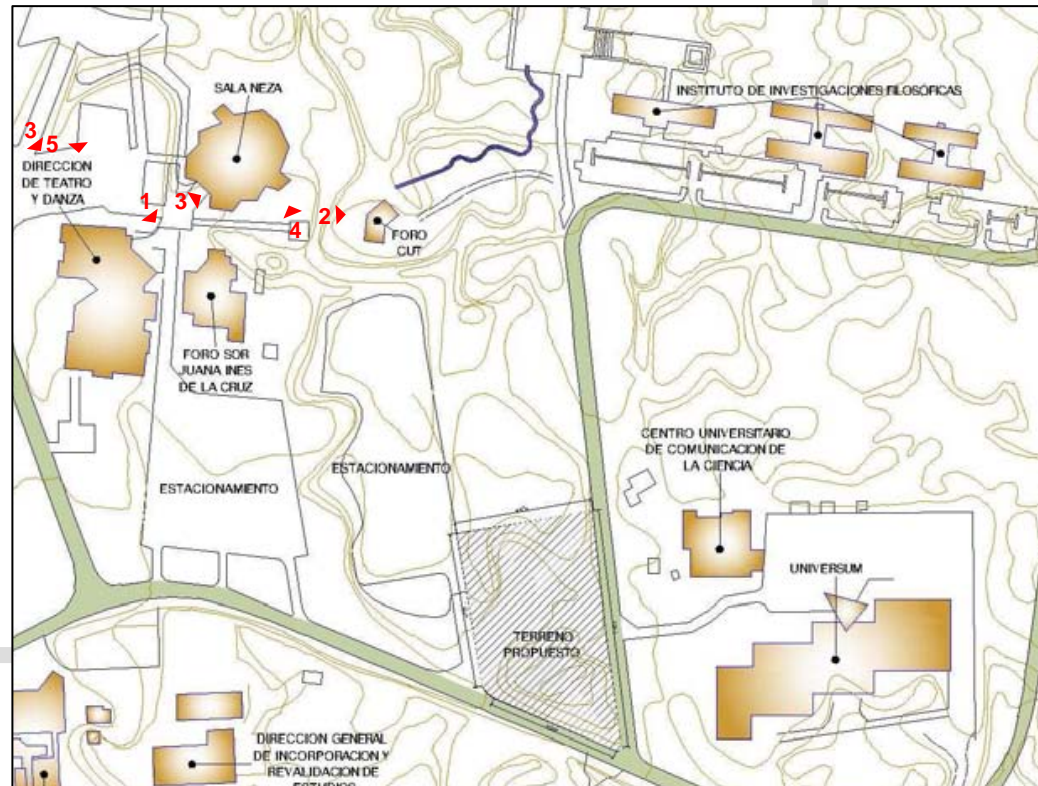 SALA NEZA
INSTITUTO DE INVESTIGACIONES FILOSÓFICAS
3
5
DIRECCION
DE TEATRO
Y DANZA
1
3
2
4
FORO
CUT
FORO SOR
JUANA INES
DE LA CRUZ
ESTACIONAMIENTO
ESTACIONAMIENTO
CENTRO UNIVERSITARIO
DE COMUNICACION DE
LA CIENCIA
UNIVERSUM
TERRENO
PROPUESTO
DIRECCION GENERAL
DE INCORPORACION Y
REVALIDACION DE
ESTUDIOS